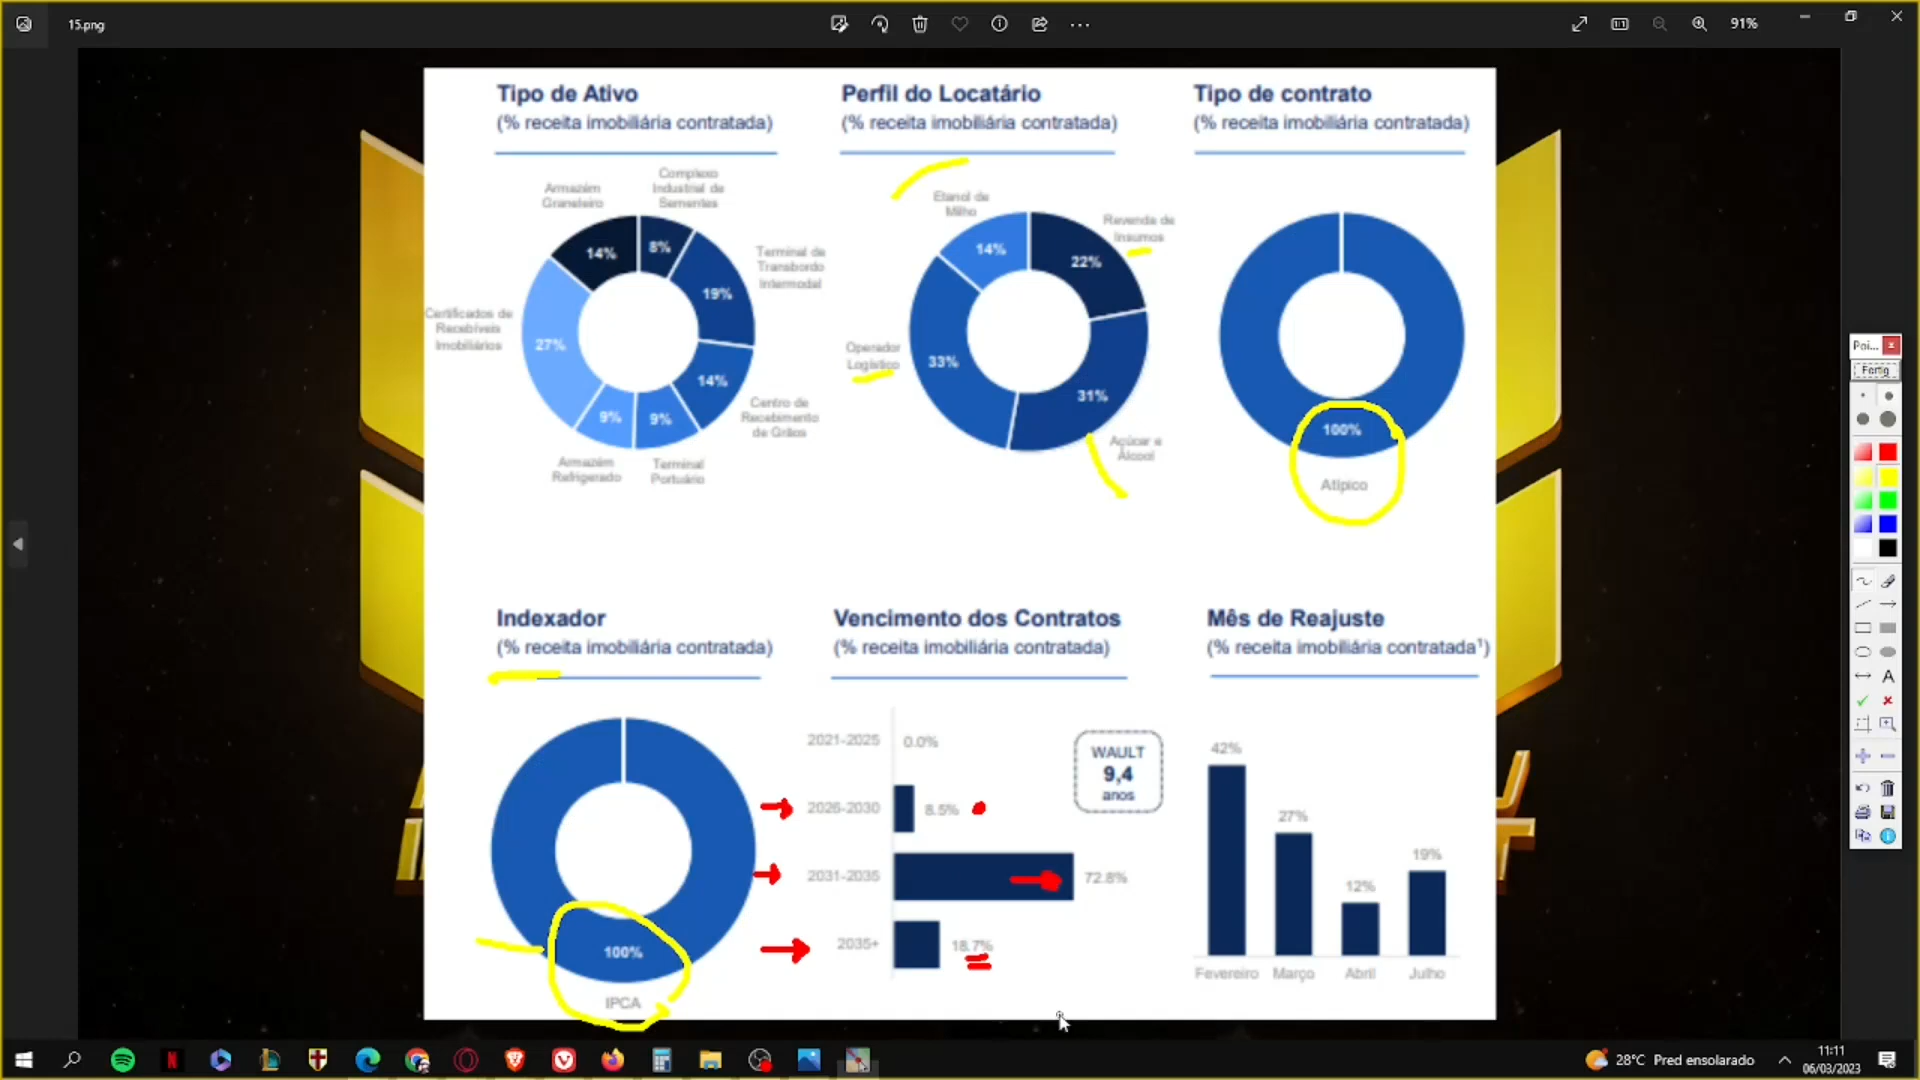 15.png
91%
Tipo de Ativo
(% receita imobiliária contratada)
Armazém
Graneleiro
Complexo
Industrial de
Sementes
14%
8%
Terminal de
Transbordo
Intermodal
19%
Certificados de
Recebíveis
Imobiliários
27%
14%
Centro de
Recebimento
de Grãos
9%
9%
Armazém
Refrigerado
Terminal
Portuário
Perfil do Locatário
(% receita imobiliária contratada)
Etanol de
Milho
Revenda de
Insumos
14%
22%
Operador
Logístico
33%
31%
Açúcar e
Álcool
Tipo de contrato
(% receita imobiliária contratada)
100%
Atípico
Indexador
(% receita imobiliária contratada)
100%
IPCA
Vencimento dos Contratos
(% receita imobiliária contratada)
2021-2025 0.0%
WAULT
9,4
anos
2026-2030 8.5%
2031-2035 72.8%
2035+ 18.7%
Mês de Reajuste
(% receita imobiliária contratada¹)
42%
27%
12%
19%
Fevereiro Março Abril Julho
Poi...
Fertig
A
28°C Pred ensolarado
11:11
06/03/2023